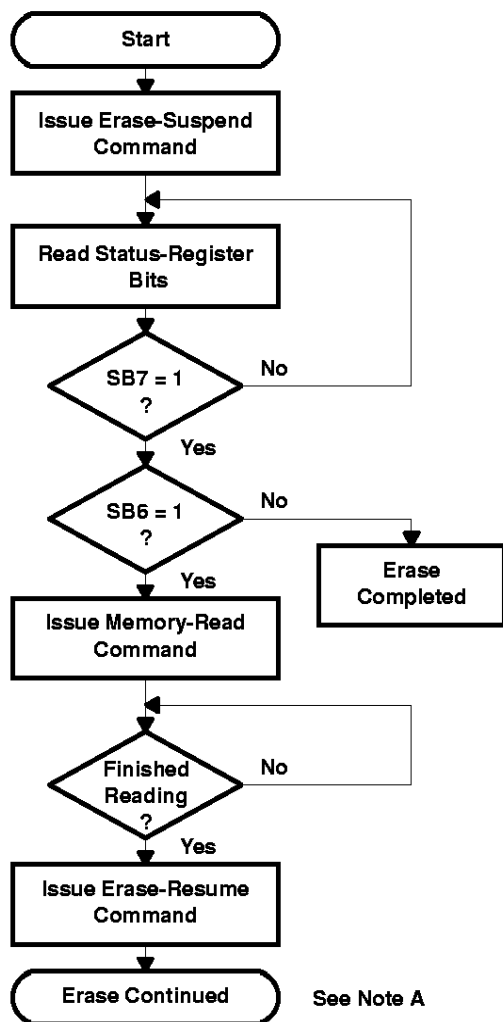 Start
Issue Erase-Suspend
Command
Read Status-Register
Bits
SB7 = 1
?
No
Yes
SB6 = 1
?
No
Yes
Erase
Completed
Issue Memory-Read
Command
Finished
Reading
?
No
Yes
Issue Erase-Resume
Command
Erase Continued
See Note A